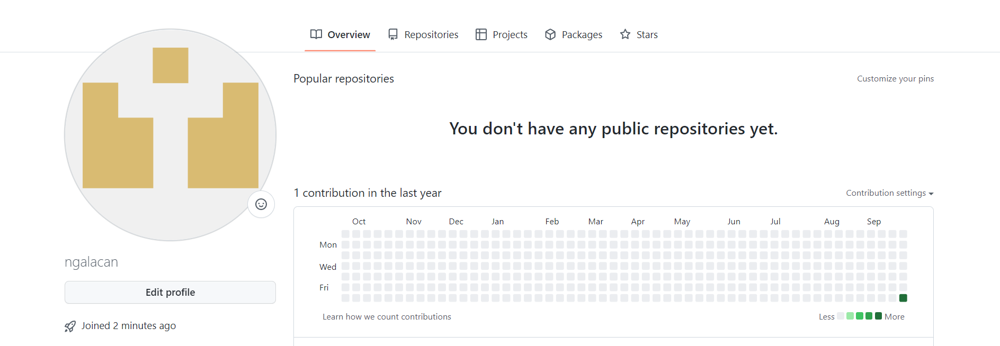 Overview Repositories Projects Packages Stars
Popular repositories Customize your pins
You don't have any public repositories yet.
1 contribution in the last year Contribution settings
Oct Nov Dec Jan Feb Mar Apr May Jun Jul Aug Sep
Mon
Wed
Fri
Learn how we count contributions Less More
ngalacan
Edit profile
Joined 2 minutes ago